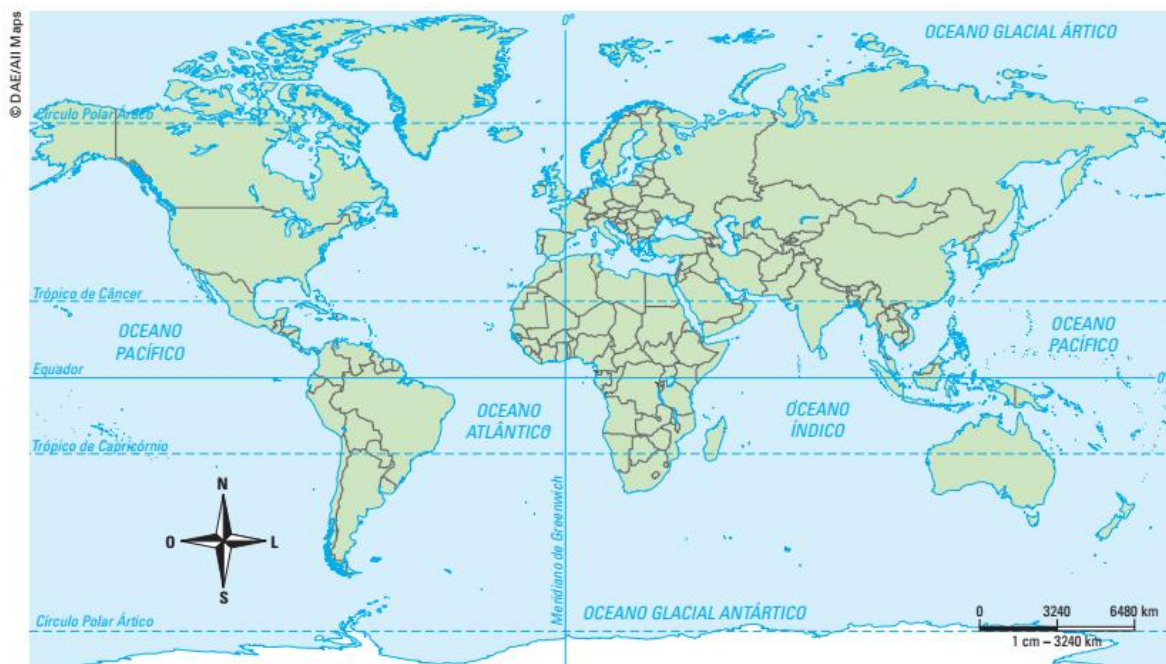 © DAE/All Maps
0°
OCEANO GLACIAL ÁRTICO
Círculo Polar Ártico
Trópico de Câncer
OCEANO
PACÍFICO
OCEANO
PACÍFICO
Equador
0°
OCEANO
ATLÂNTICO
OCEANO
ÍNDICO
Trópico de Capricórnio
N
O
L
S
Meridiano de Greenwich
OCEANO GLACIAL ANTÁRTICO
Círculo Polar Ártico
0 3240 6480 km
1 cm – 3240 km